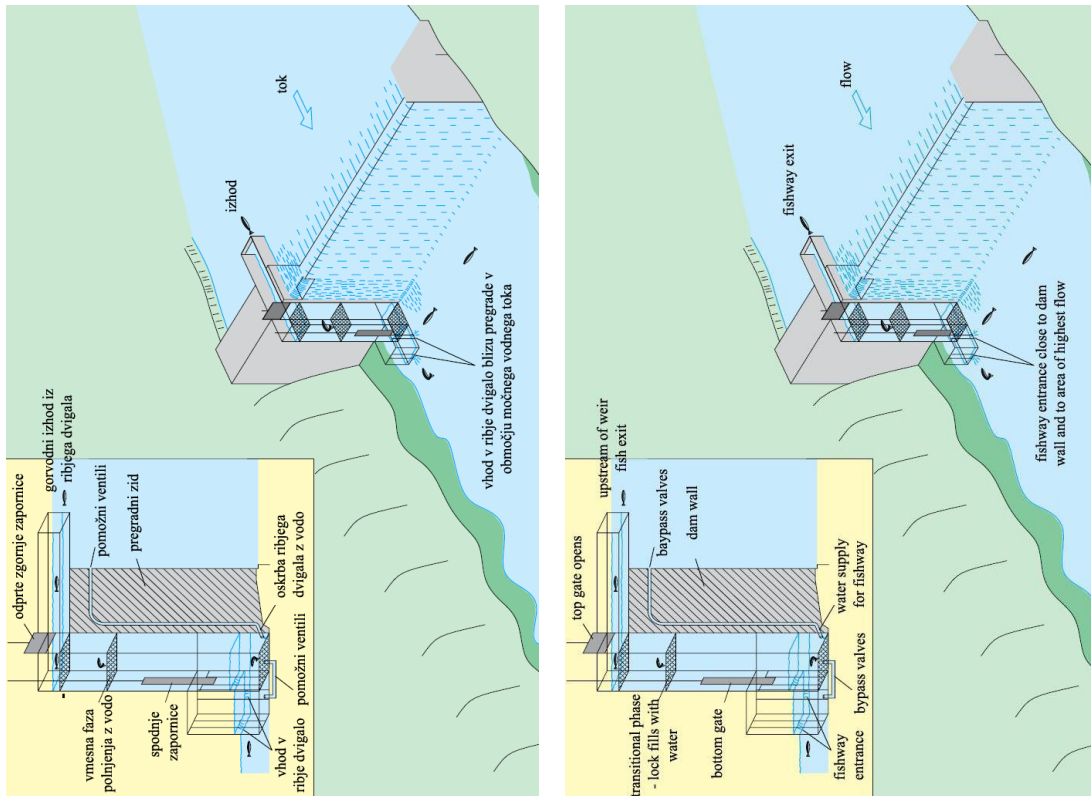 odprte zgornje zapornice
gorvodni izhod iz
ribjega dvigala
pomožni ventili
pregradni zid
vmesna faza
pohnjenja z vodo
spodnje
zapornice
oskrba ribjega
dvigala z vodo
vhod v
ribje dvigalo
pomožni ventili
izhod
tok
vhod v ribje dvigalo blizu pregrade v
območju močnega vodnega toka
top gate opens
upstream of weir
fish exit
baypass valves
dam wall
transitional phase
- lock fills with
water
bottom gate
water supply
for fishway
fishway
entrance
bypass valves
fishway exit
flow
fishway entrance close to dam
wall and to area of highest flow